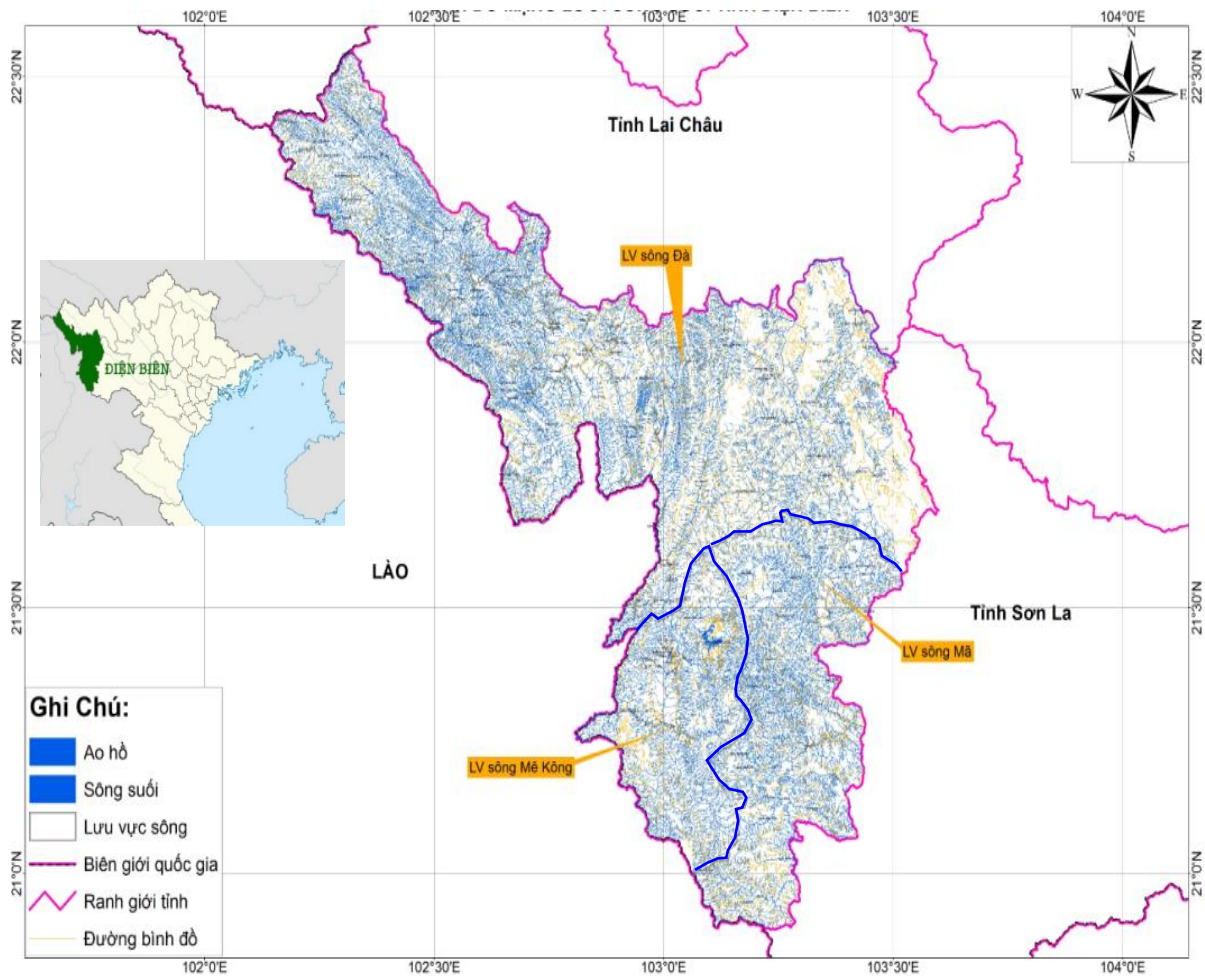 102°0'E 102°30'E 103°0'E 103°30'E 104°0'E
22°30'N 22°30'N
N
W E
S
Tỉnh Lai Châu
LV sông Đà
22°0'N 22°0'N
ĐIỆN BIÊN
LÀO
21°30'N 21°30'N
Tỉnh Sơn La
LV sông Mã
LV sông Mê Kông
Ghi Chú:
Ao hồ
Sông suối
Lưu vực sông
Biên giới quốc gia
Ranh giới tỉnh
Đường bình đồ
21°0'N 21°0'N
102°0'E 102°30'E 103°0'E 103°30'E 104°0'E